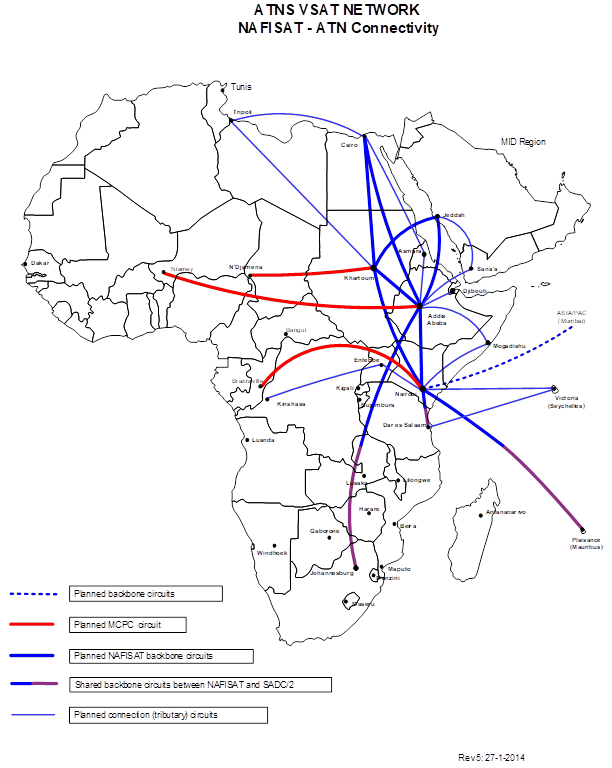 ATNS VSAT NETWORK
NAFISAT - ATN Connectivity
Tunis
Tripoli
Cairo
MID Region
Jeddah
Asmara
Dakar
Niamey
N'Djamena
Khartoum
Sana'a
Djibouti
Addis
Ababa
ASIA/PAC
(Mumbai)
Bangui
Mogadishu
Entebbe
Brazzaville
Kigali
Nairobi
Kinshasa
Bujumbura
Victoria
(Seychelles)
Dar es Salaam
Luanda
Lusaka
Lilongwe
Harare
Antananarivo
Beira
Gaborone
Plaisance
(Mauritius)
Windhoek
Johannesburg
Maputo
Manzini
Maseru
Planned backbone circuits
Planned MCPC circuit
Planned NAFISAT backbone circuits
Shared backbone circuits between NAFISAT and SADC/2
Planned connection (tributary) circuits
Rev5: 27-1-2014